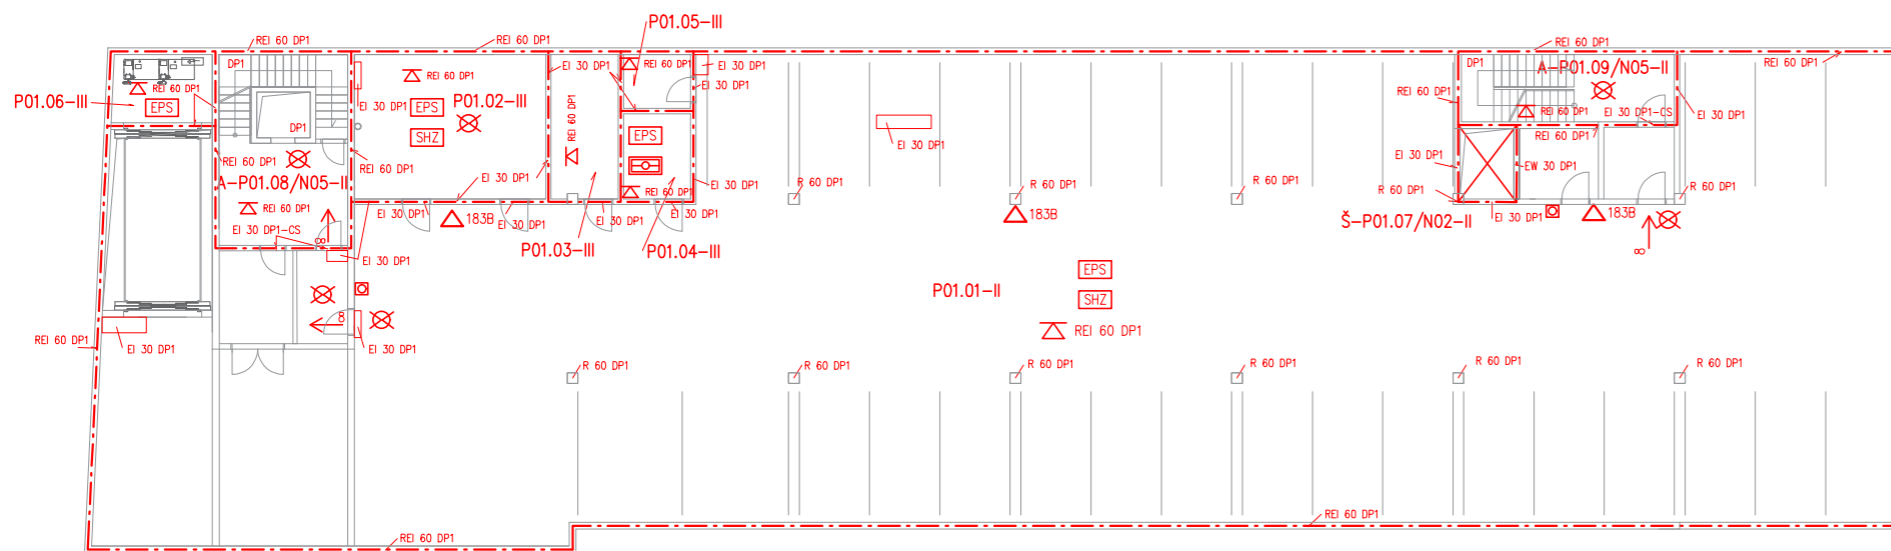 P01.05-III
REI 60 DP1
REI 60 DP1
REI 60 DP1
REI 60 DP1
DP1
EI 30 DP1
EI 30 DP1
DP1
A-P01.09/N05-II
REI 60 DP1
REI 60 DP1
REI 60 DP1
P01.06-III
EPS
EI 30 DP1
P01.02-III
EPS
REI 60 DP1
REI 60 DP1
EI 30 DP1-CS
EI 30 DP1
DP1
SHZ
REI 60 DP1
EPS
EI 30 DP1
REI 60 DP1
REI 60 DP1
REI 60 DP1
EI 30 DP1
EW 30 DP1
A-P01.08/N05-II
EI 30 DP1
REI 60 DP1
EI 30 DP1
R 60 DP1
R 60 DP1
R 60 DP1
R 60 DP1
R 60 DP1
REI 60 DP1
EI 30 DP1
183B
EI 30 DP1
EI 30 DP1
EI 30 DP1
183B
Š-P01.07/N02-II
EI 30 DP1
183B
EI 30 DP1-CS
8
P01.03-III
P01.04-III
8
EI 30 DP1
EPS
P01.01-II
SHZ
8
REI 60 DP1
REI 60 DP1
EI 30 DP1
EI 30 DP1
R 60 DP1
R 60 DP1
R 60 DP1
R 60 DP1
R 60 DP1
R 60 DP1
REI 60 DP1
REI 60 DP1